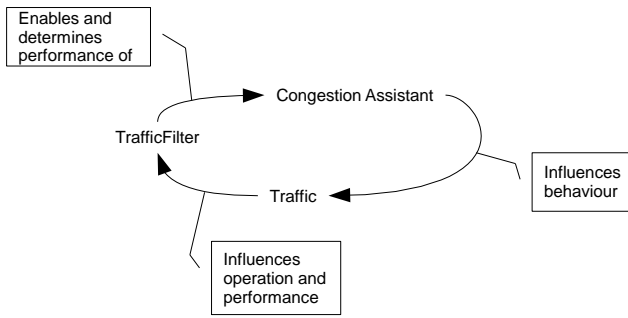 Enables and
determines
performance of
Congestion Assistant
TrafficFilter
Influences
behaviour
Traffic
Influences
operation and
performance